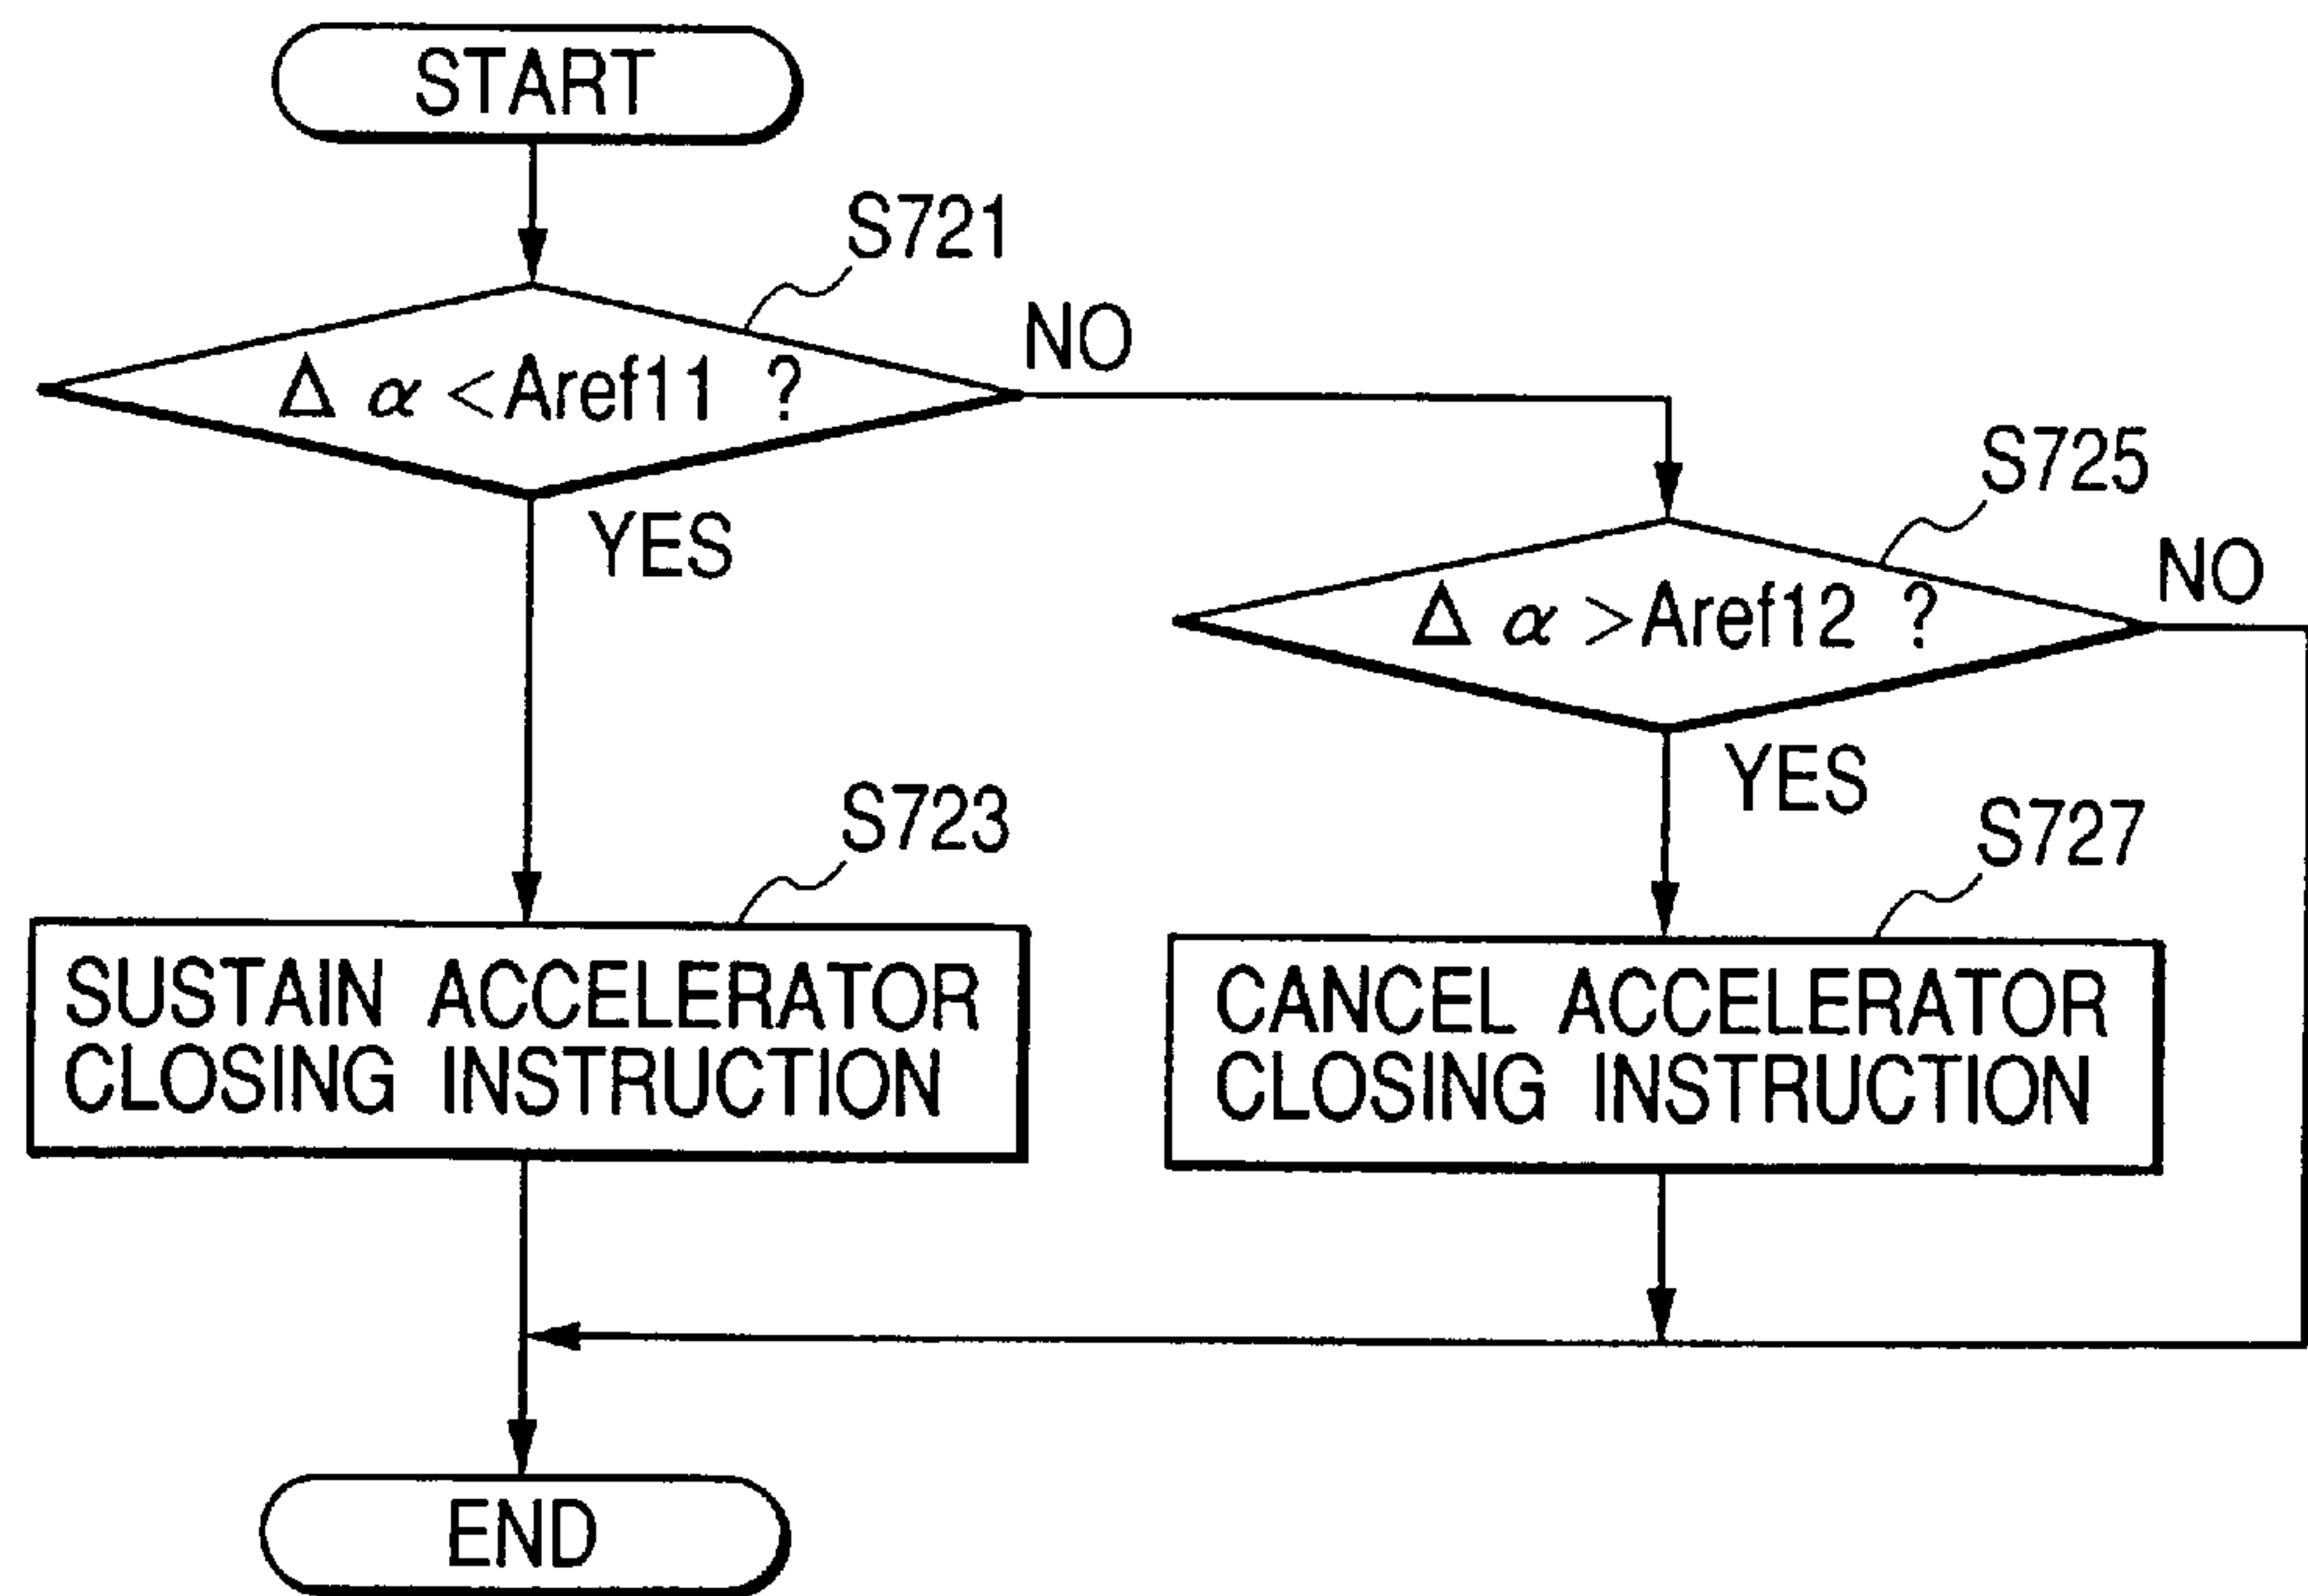 START
S721
Δ α <Aref11 ?
NO
YES
S725
Δ α >Aref12 ?
NO
YES
S723
SUSTAIN ACCELERATOR
CLOSING INSTRUCTION
S727
CANCEL ACCELERATOR
CLOSING INSTRUCTION
END